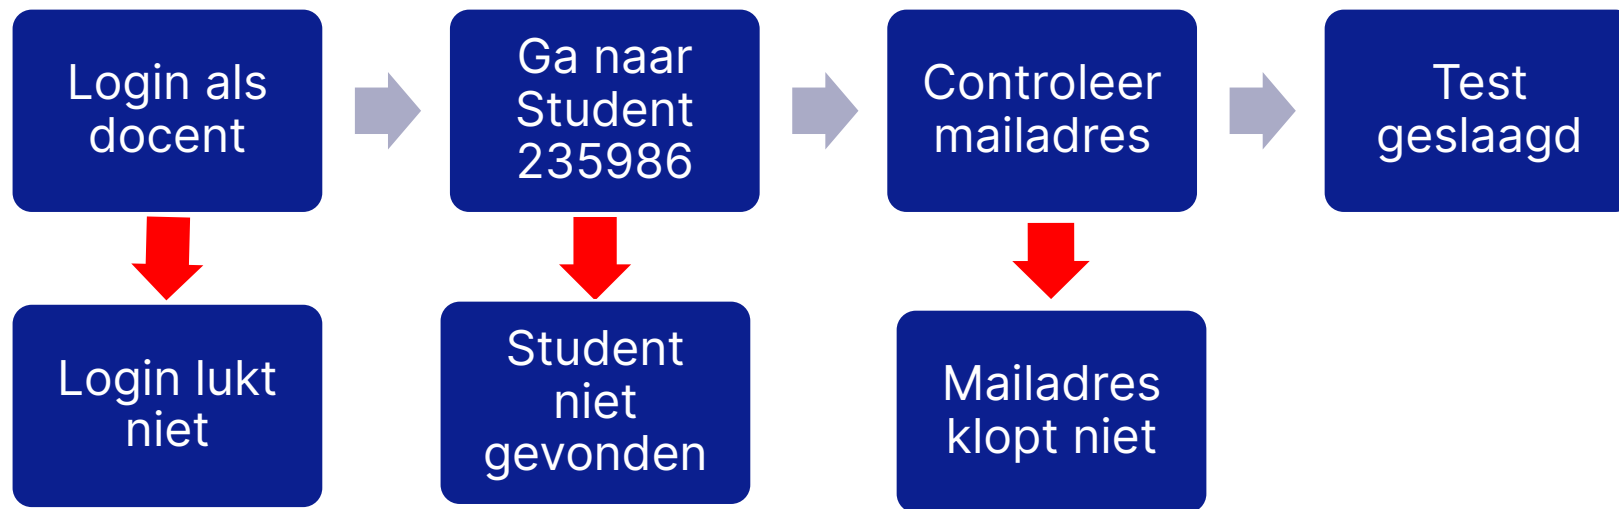 Login als
docent
Ga naar
Student
235986
Controleer
mailadres
Test
geslaagd
Login lukt
niet
Student
niet
gevonden
Mailadres
klopt niet